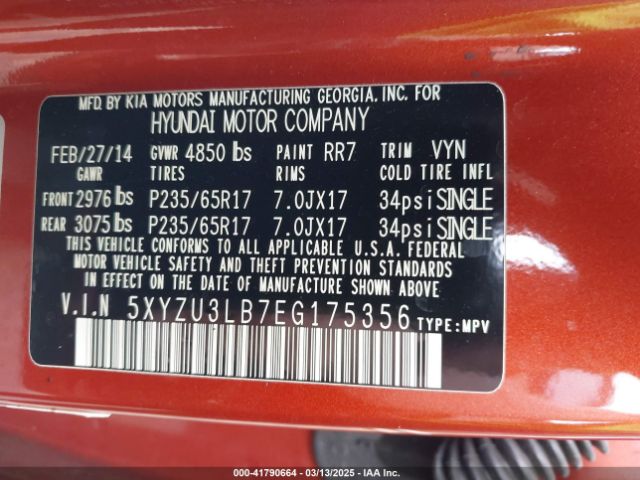 MFD. BY KIA MOTORS MANUFACTURING GEORGIA, INC. FOR
HYUNDAI MOTOR COMPANY
FEB/27/14 GVWR 4850 lbs PAINT RR7 TRIM VYN
GAWR TIRES RIMS COLD TIRE INFL
FRONT 2976 lbs P235/65R17 7.0JX17 34psi SINGLE
REAR 3075 lbs P235/65R17 7.0JX17 34psi SINGLE
THIS VEHICLE CONFORMS TO ALL APPLICABLE U.S.A. FEDERAL
MOTOR VEHICLE SAFETY AND THEFT PREVENTION STANDARDS
IN EFFECT ON THE DATE OF MANUFACTURE SHOWN ABOVE.
V.I.N 5XYZU3LB7EG175356 TYPE:MPV
000-41790664 - 03/13/2025 - IAA Inc.